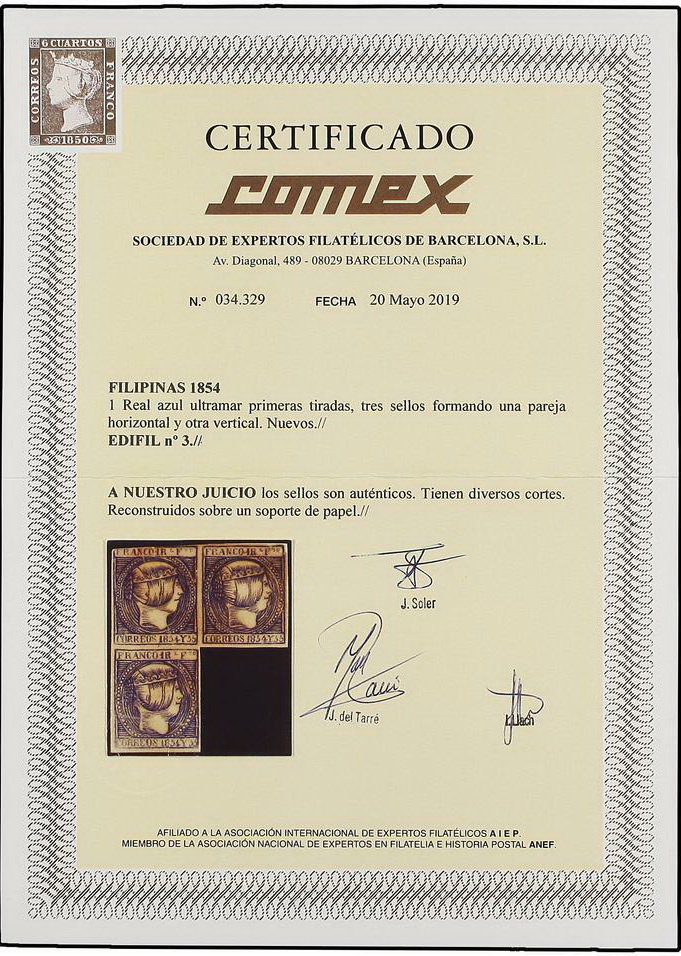 6 CUARTOS
CORREOS
FRANCO
1850
CERTIFICADO
comex
SOCIEDAD DE EXPERTOS FILATÉLICOS DE BARCELONA, S.L.
Av. Diagonal, 489 - 08029 BARCELONA (España)
N.º 034.329 FECHA 20 Mayo 2019
FILIPINAS 1854
1 Real azul ultramar primeras tiradas, tres sellos formando una pareja
horizontal y otra vertical. Nuevos.//
EDIFIL nº 3.//
A NUESTRO JUICIO los sellos son auténticos. Tienen diversos cortes.
Reconstruidos sobre un soporte de papel.//
FRANCO 1R F
FRANCO 1R F
CORREOS 1854 Y 55
CORREOS 1854 Y 55
FRANCO 1R F
CORREOS 1854 Y 55
J. Soler
J. del Tarré
AFILIADO A LA ASOCIACIÓN INTERNACIONAL DE EXPERTOS FILATÉLICOS A I E P.
MIEMBRO DE LA ASOCIACIÓN NACIONAL DE EXPERTOS EN FILATELIA E HISTORIA POSTAL ANEF.